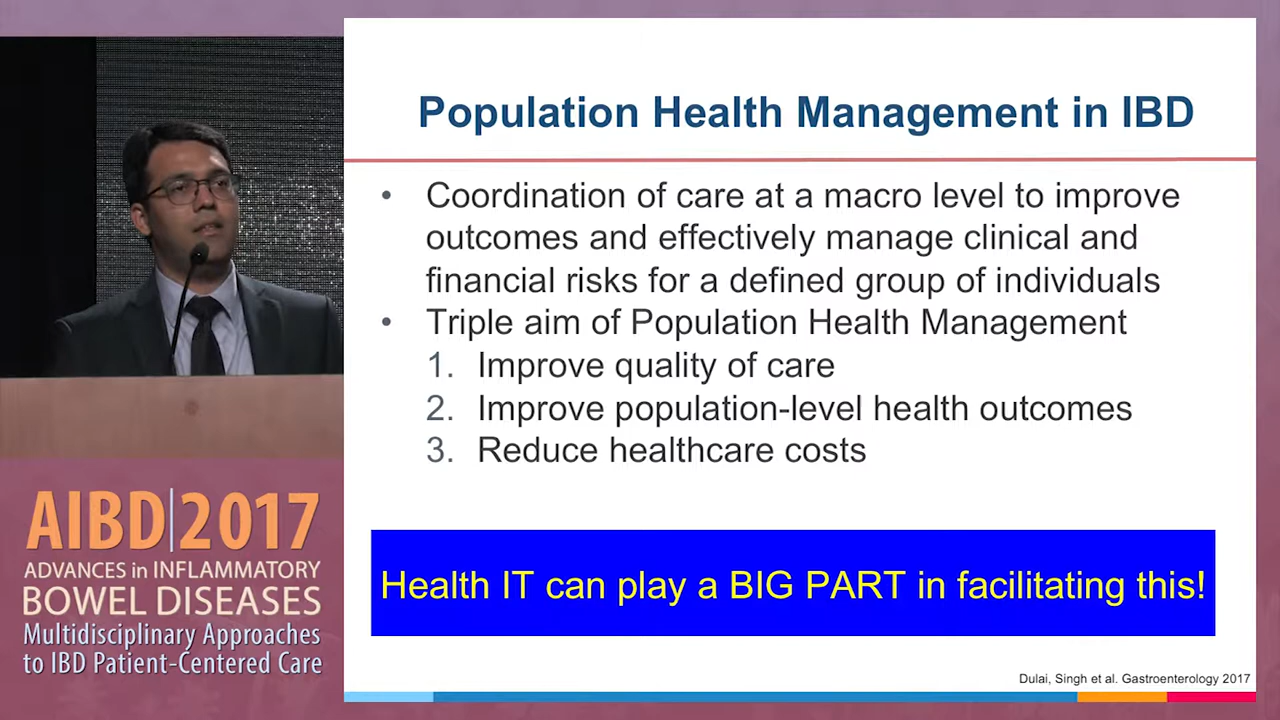 Population Health Management in IBD
• Coordination of care at a macro level to improve
outcomes and effectively manage clinical and
financial risks for a defined group of individuals
• Triple aim of Population Health Management
1. Improve quality of care
2. Improve population-level health outcomes
3. Reduce healthcare costs
Health IT can play a BIG PART in facilitating this!
Dulai, Singh et al. Gastroenterology 2017
AIBD|2017
ADVANCES in INFLAMMATORY
BOWEL DISEASES
Multidisciplinary Approaches
to IBD Patient-Centered Care